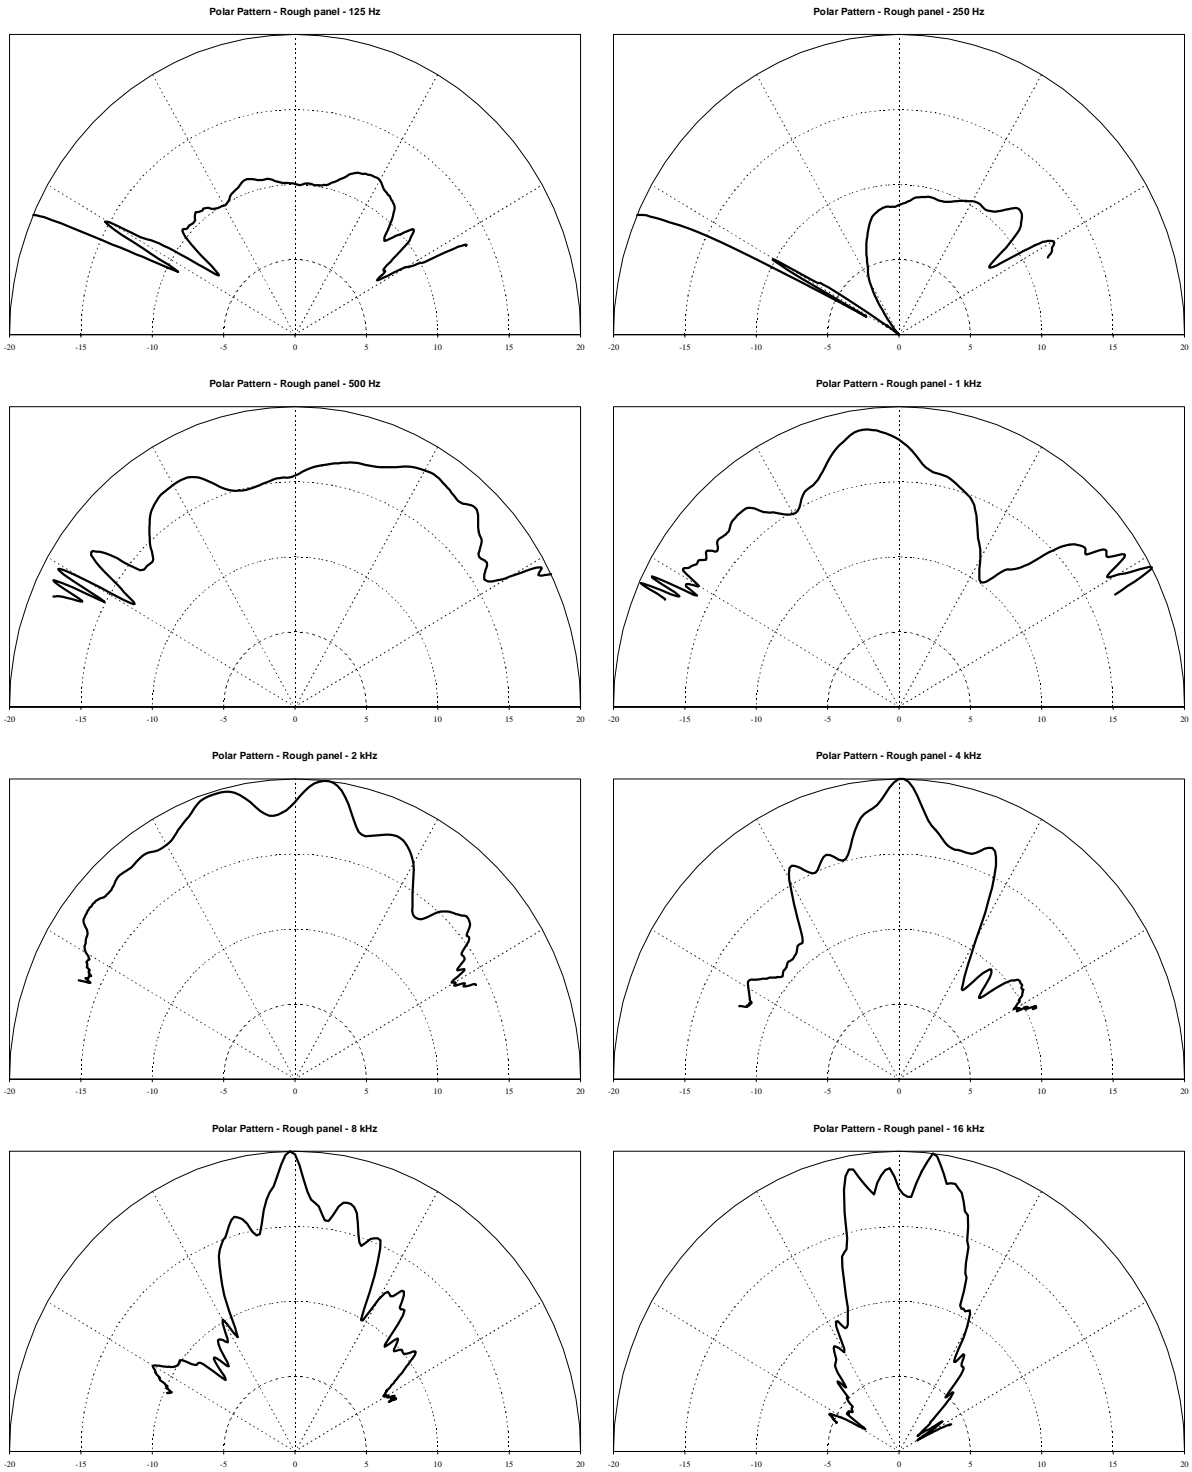 Polar Pattern - Rough panel - 125 Hz Polar Pattern - Rough panel - 250 Hz
-20 -15 -10 -5 0 5 10 15 20 -20 -15 -10 -5 0 5 10 15 20
Polar Pattern - Rough panel - 500 Hz Polar Pattern - Rough panel - 1 kHz
-20 -15 -10 -5 0 5 10 15 20 -20 -15 -10 -5 0 5 10 15 20
Polar Pattern - Rough panel - 2 kHz Polar Pattern - Rough panel - 4 kHz
-20 -15 -10 -5 0 5 10 15 20 -20 -15 -10 -5 0 5 10 15 20
Polar Pattern - Rough panel - 8 kHz Polar Pattern - Rough panel - 16 kHz
-20 -15 -10 -5 0 5 10 15 20 -20 -15 -10 -5 0 5 10 15 20